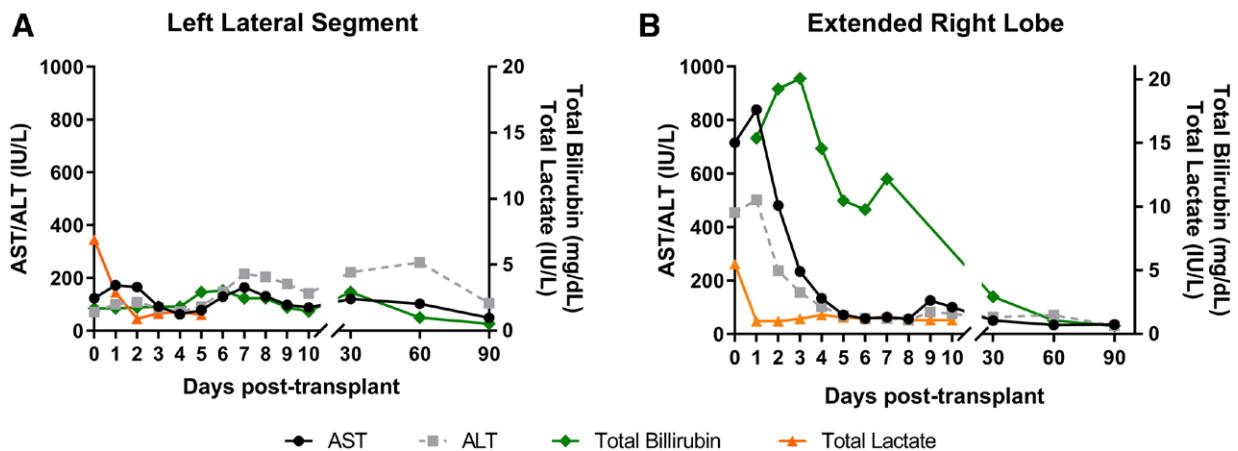 A
Left Lateral Segment
AST/ALT (IU/L)
1000
800
600
400
200
0
20
15
10
5
0
Total Bilirubin (mg/dL)
Total Lactate (IU/L)
0 1 2 3 4 5 6 7 8 9 10 30 60 90
Days post-transplant
B
Extended Right Lobe
AST/ALT (IU/L)
1000
800
600
400
200
0
20
15
10
5
0
Total Bilirubin (mg/dL)
Total Lactate (IU/L)
0 1 2 3 4 5 6 7 8 9 10 30 60 90
Days post-transplant
AST ALT Total Billirubin Total Lactate